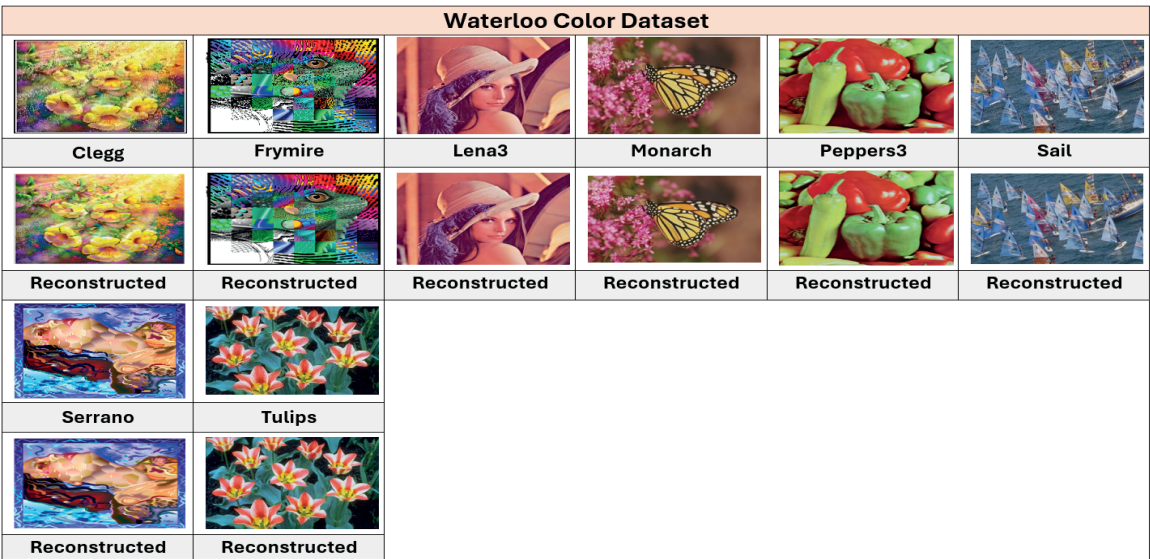 Waterloo Color Dataset
Clegg Frymire Lena3 Monarch Peppers3 Sail
Reconstructed Reconstructed Reconstructed Reconstructed Reconstructed Reconstructed
Serrano Tulips
Reconstructed Reconstructed